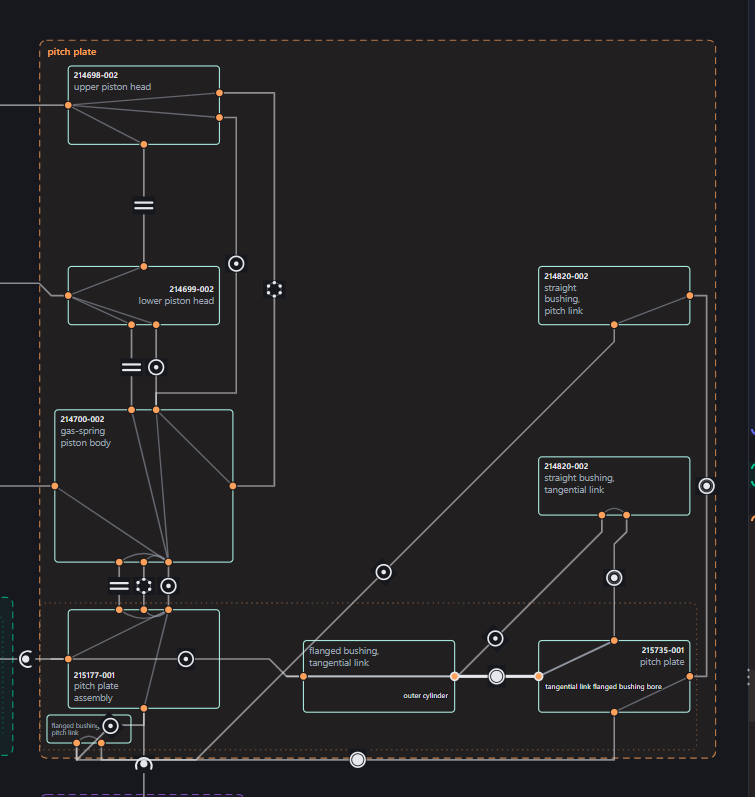 pitch plate
214698-002
upper piston head
214699-002
lower piston head
214820-002
straight
bushing,
pitch link
214700-002
gas-spring
piston body
214820-002
straight bushing,
tangential link
flanged bushing,
tangential link
outer cylinder
215735-001
pitch plate
tangential link flanged bushing bore
215177-001
pitch plate
assembly
flanged bushing,
pitch link